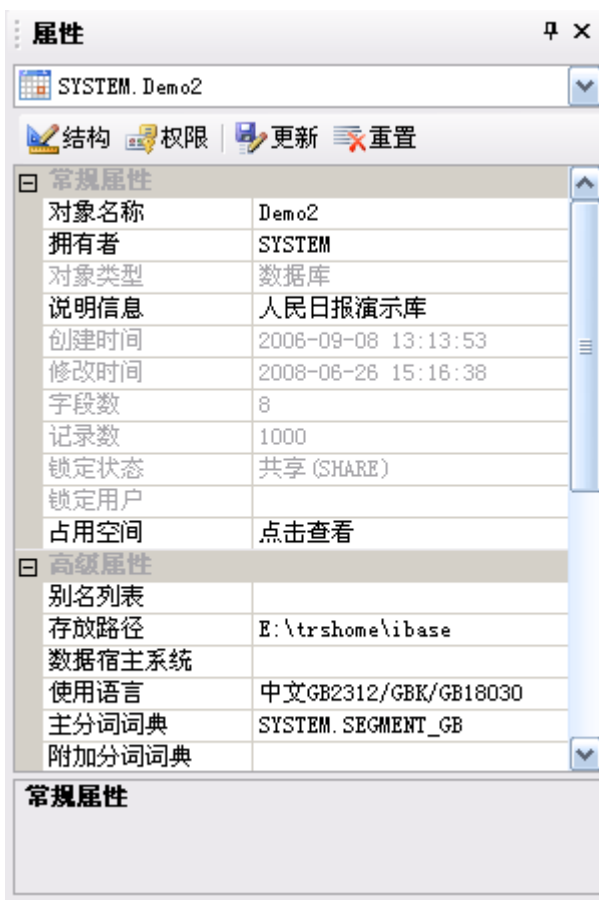 属性
SYSTEM.Demo2
结构 权限 更新 重置
常规属性
对象名称 Demo2
拥有者 SYSTEM
对象类型 数据库
说明信息 人民日报演示库
创建时间 2006-09-08 13:13:53
修改时间 2008-06-26 15:16:38
字段数 8
记录数 1000
锁定状态 共享(SHARE)
锁定用户
占用空间 点击查看
高级属性
别名列表
存放路径 E:\trshome\ibase
数据宿主系统
使用语言 中文GB2312/GBK/GB18030
主分词词典 SYSTEM.SEGMENT_GB
附加分词词典
常规属性